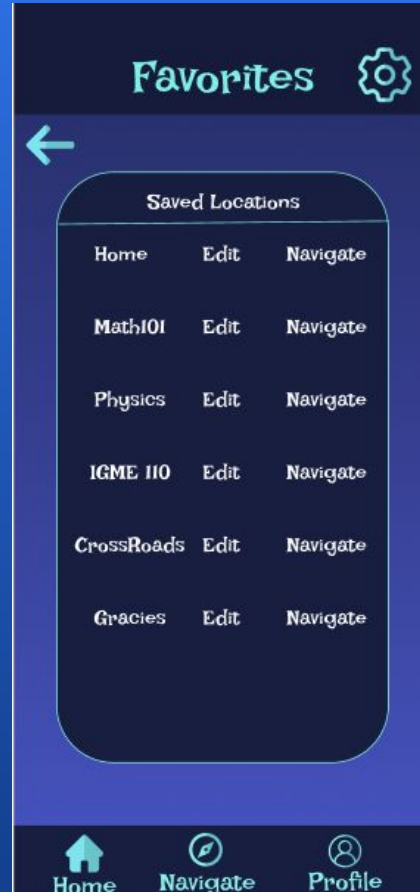 Favorites
Saved Locations
Home Edit Navigate
Math101 Edit Navigate
Physics Edit Navigate
IGME 110 Edit Navigate
CrossRoads Edit Navigate
Gracies Edit Navigate
Home Navigate Profile